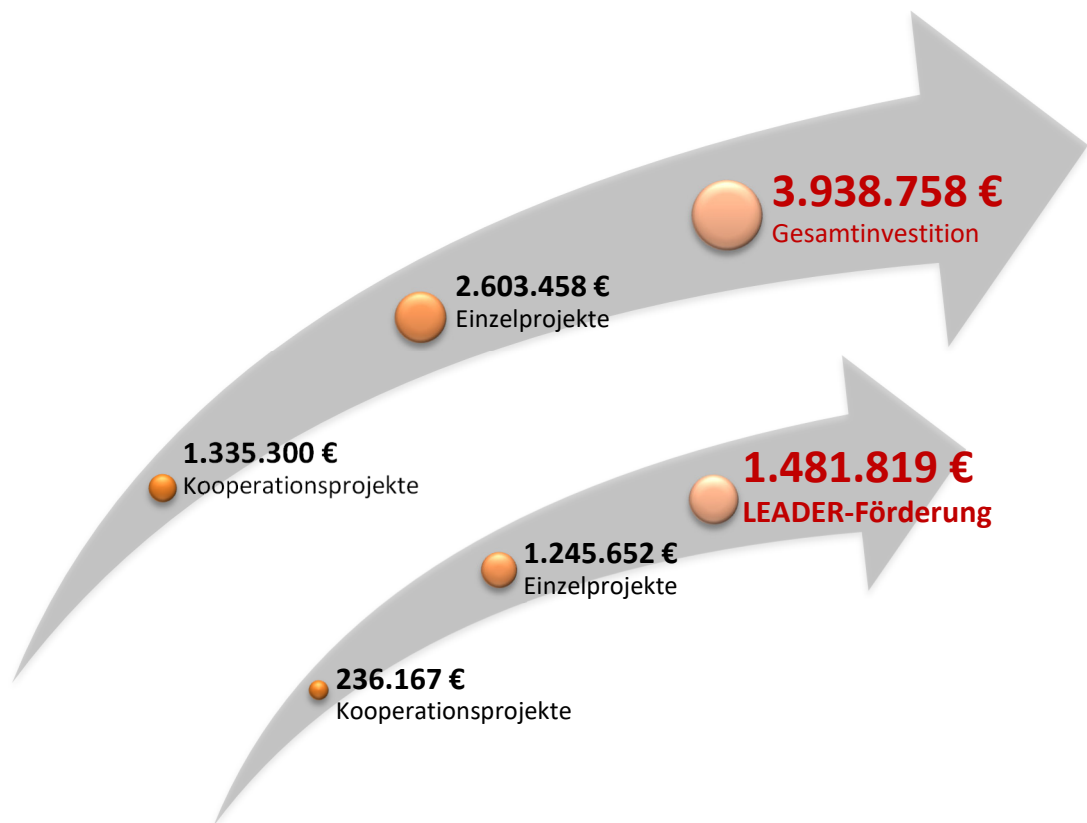 3.938.758 €
Gesamtinvestition
2.603.458 €
Einzelprojekte
1.335.300 €
Kooperationsprojekte
1.481.819 €
LEADER-Förderung
1.245.652 €
Einzelprojekte
236.167 €
Kooperationsprojekte